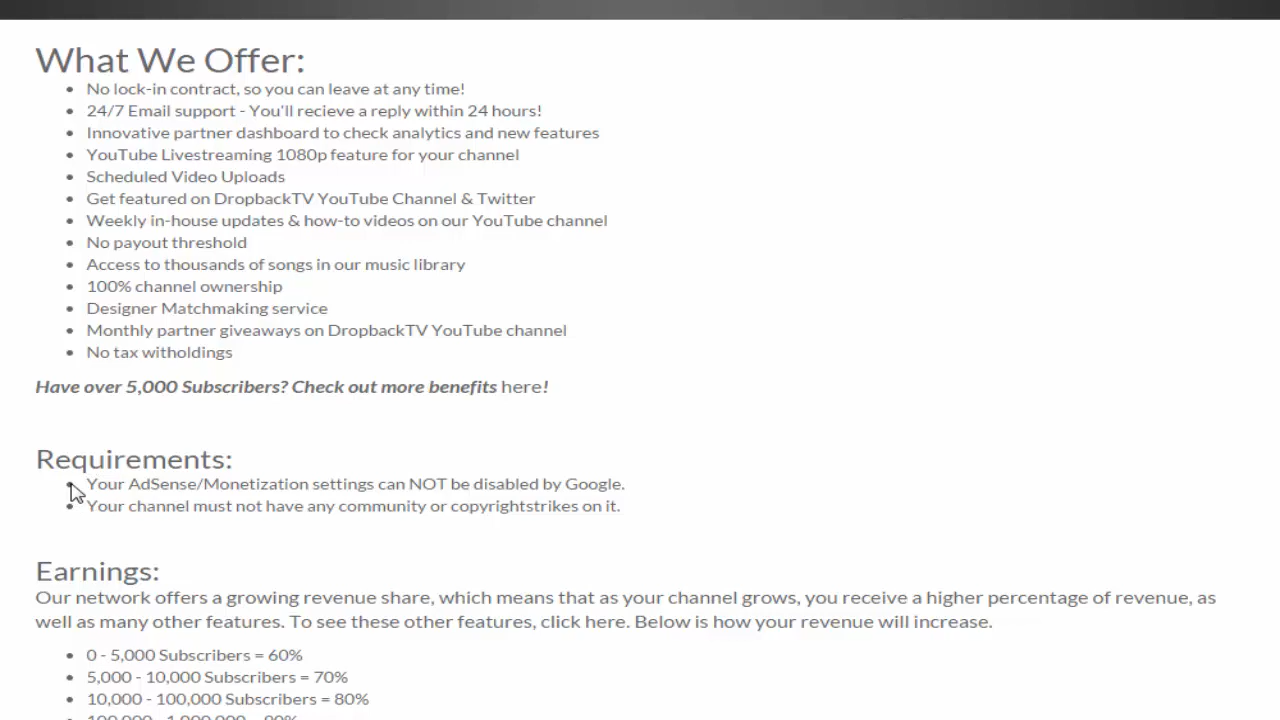 What We Offer:
No lock-in contract, so you can leave at any time!
24/7 Email support - You'll recieve a reply within 24 hours!
Innovative partner dashboard to check analytics and new features
YouTube Livestreaming 1080p feature for your channel
Scheduled Video Uploads
Get featured on DropbackTV YouTube Channel & Twitter
Weekly in-house updates & how-to videos on our YouTube channel
No payout threshold
Access to thousands of songs in our music library
100% channel ownership
Designer Matchmaking service
Monthly partner giveaways on DropbackTV YouTube channel
No tax witholdings
Have over 5,000 Subscribers? Check out more benefits here!
Requirements:
Your AdSense/Monetization settings can NOT be disabled by Google.
Your channel must not have any community or copyrightstrikes on it.
Earnings:
Our network offers a growing revenue share, which means that as your channel grows, you receive a higher percentage of revenue, as
well as many other features. To see these other features, click here. Below is how your revenue will increase.
0 - 5,000 Subscribers = 60%
5,000 - 10,000 Subscribers = 70%
10,000 - 100,000 Subscribers = 80%